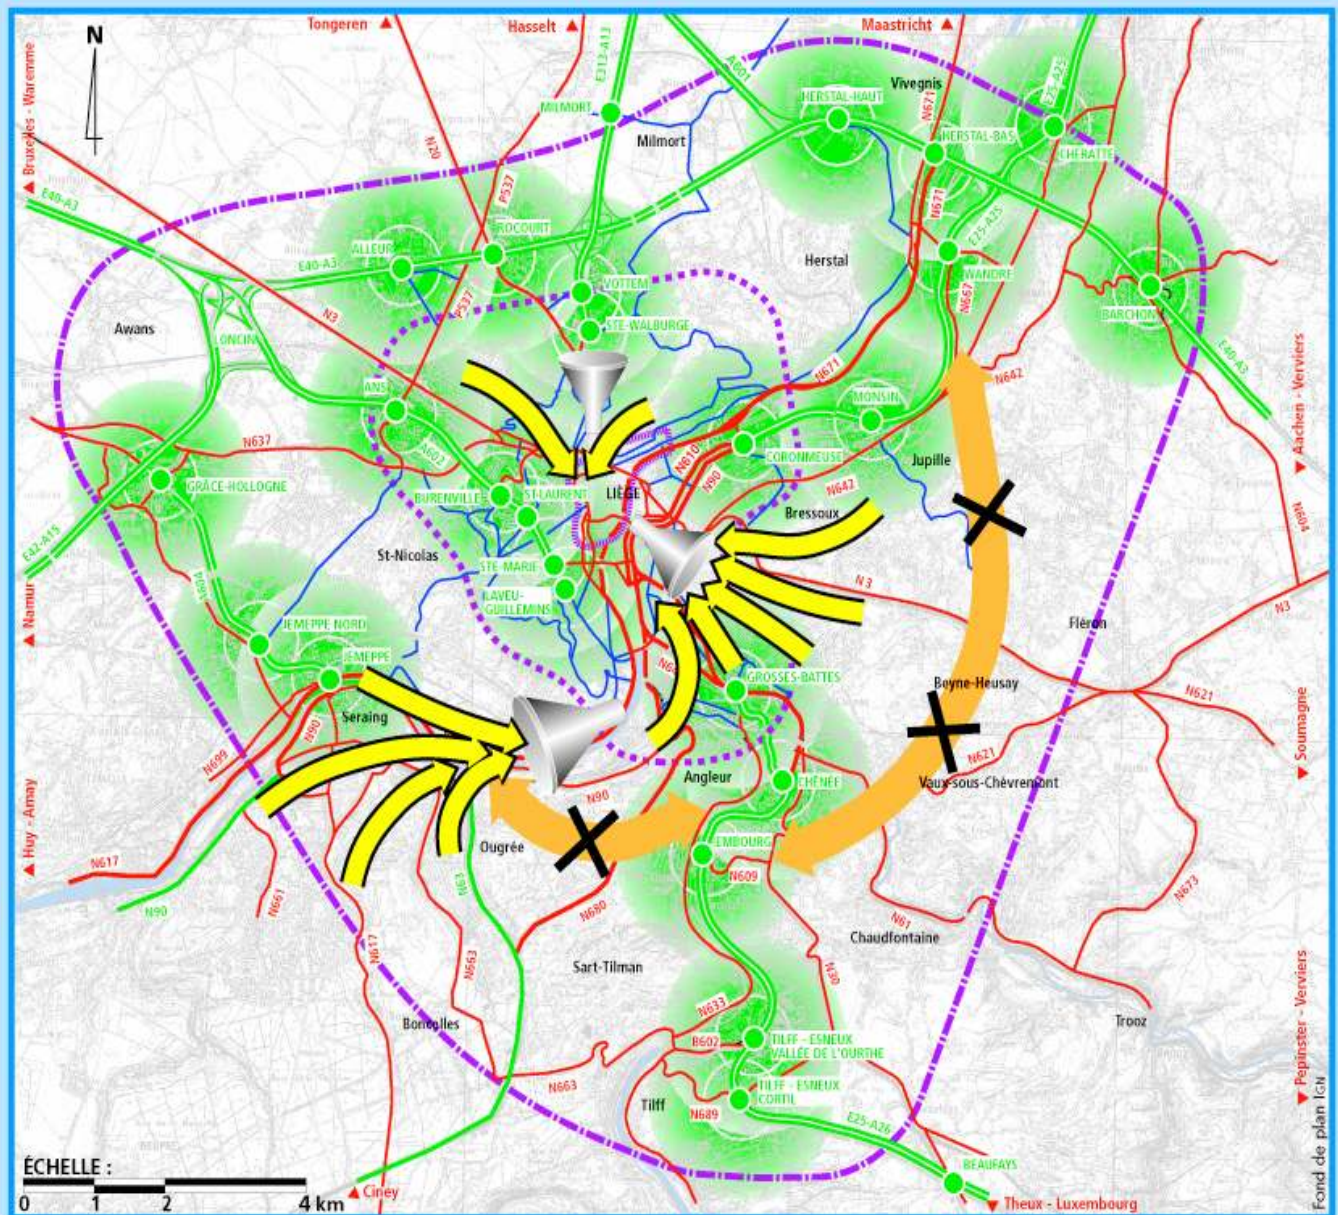 Tongeren
Hasselt
Maastricht
N
Bruxelles - Waremme
E313-A13
A601
E25-A25
N20
P537
N671
MILMORT
Milmort
HERSTAL-HAUT
Vivegnis
HERSTAL-BAS
CHERATTE
E40-A3
ROCOURT
ALLEUR
E40-A3
P537
VOTTEM
STE-WALBURGE
Herstal
N671
E25-A25
WANDRE
N667
BARCHON
E40-A3
Awans
N3
LONCIN
ANS
A602
N671
MONSIN
N642
Aachen - Verviers
N637
GRÂCE-HOLLOGNE
CORONMEUSE
N610
N90
Jupille
BURENVILLE
ST-LAURENT
LIÈGE
N642
Bressoux
N604
E42-A15
St-Nicolas
STE-MARIE
LAVEU-
GUILLEMINS
N3
N3
Namur
JEMEPPE NORD
JEMEPPE
Fléron
GROSSES-BATTES
Beyne-Heusay
N621
Seraing
N90
N699
N621
Soumagne
Angleur
CHÊNÉE
Vaux-sous-Chèvremont
N90
Huy - Amay
Ougrée
EMBOURG
N609
N617
N90
N661
N63
N680
N673
N617
N663
N61
Chaudfontaine
Sart-Tilman
N30
N633
Boncelles
Trooz
B602
TILFF - ESNEUX
VALLÉE DE L'OURTHE
N663
Tilff
TILFF - ESNEUX
CORTIL
N689
E25-A26
Pepinster - Verviers
BEAUFAYS
ÉCHELLE :
0 1 2 4 km
Ciney
Theux - Luxembourg
Fond de plan IGN